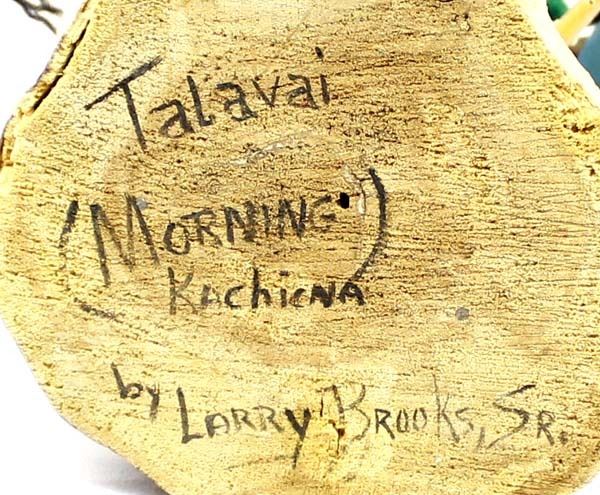 Talavai
(MORNING)
Kachicna
by LARRY BROOKS, SR.